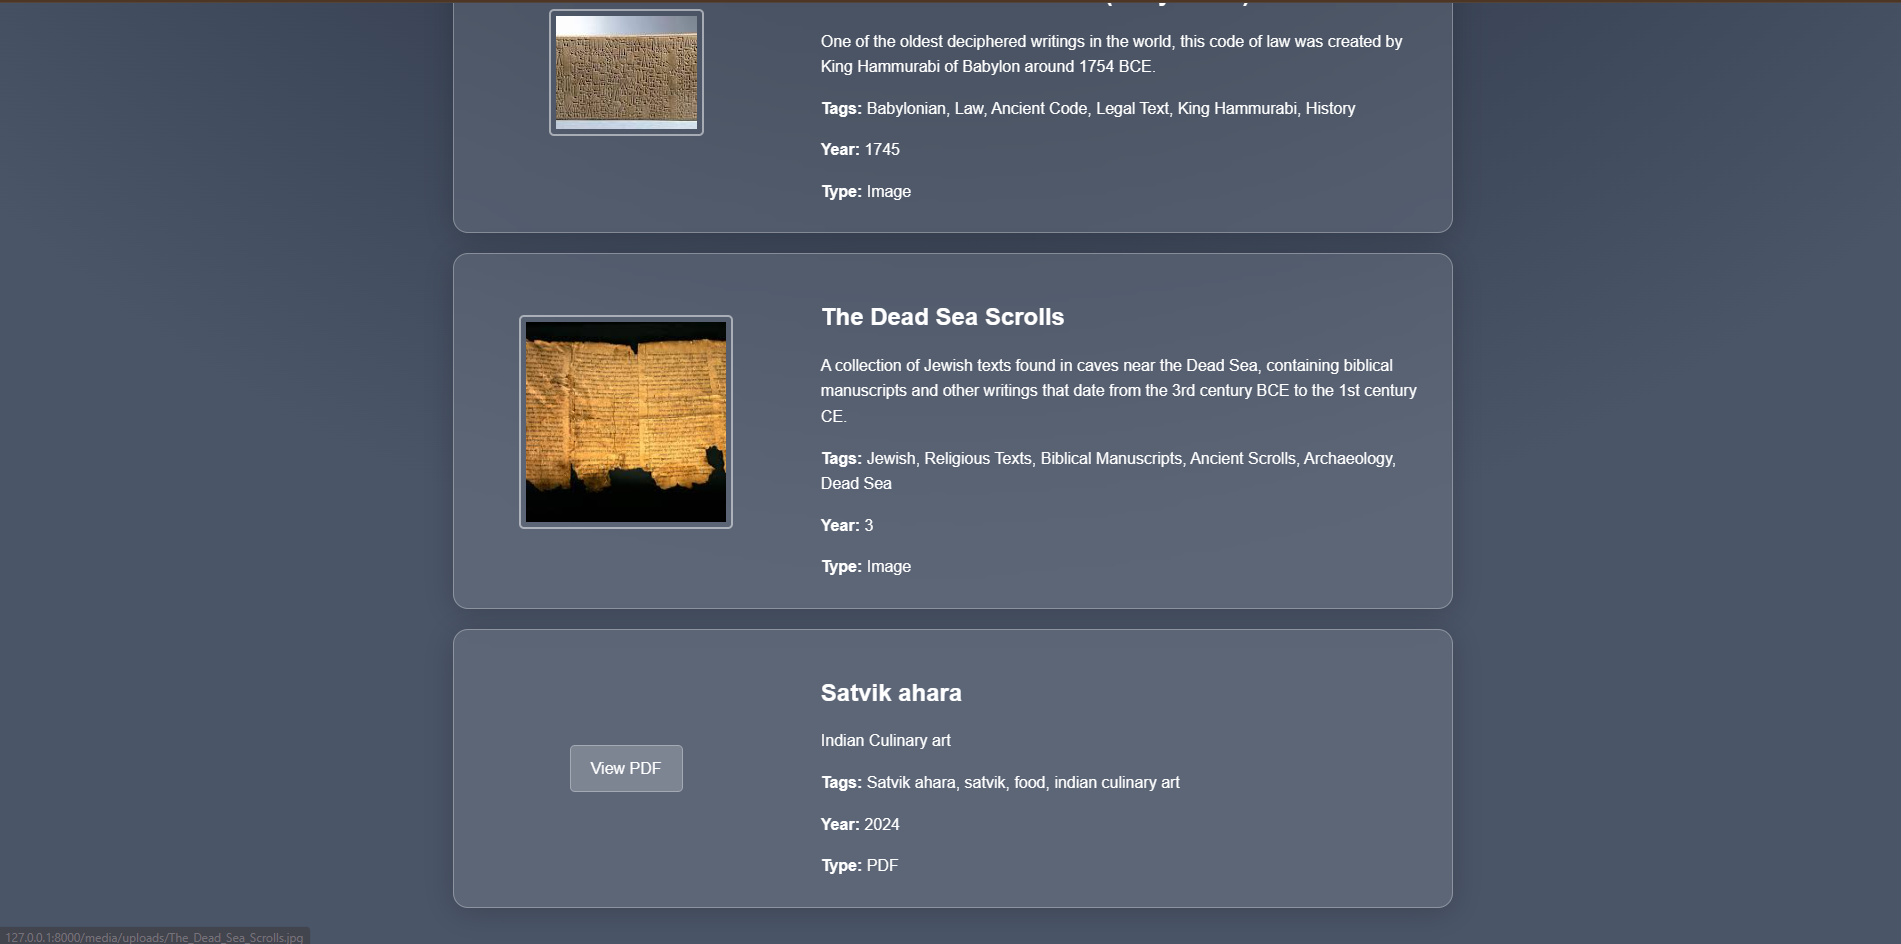 One of the oldest deciphered writings in the world, this code of law was created by
King Hammurabi of Babylon around 1754 BCE.
Tags: Babylonian, Law, Ancient Code, Legal Text, King Hammurabi, History
Year: 1745
Type: Image
The Dead Sea Scrolls
A collection of Jewish texts found in caves near the Dead Sea, containing biblical
manuscripts and other writings that date from the 3rd century BCE to the 1st century
CE.
Tags: Jewish, Religious Texts, Biblical Manuscripts, Ancient Scrolls, Archaeology,
Dead Sea
Year: 3
Type: Image
Satvik ahara
View PDF
Indian Culinary art
Tags: Satvik ahara, satvik, food, indian culinary art
Year: 2024
Type: PDF
127.0.0.1:8000/media/uploads/The_Dead_Sea_Scrolls.jpg